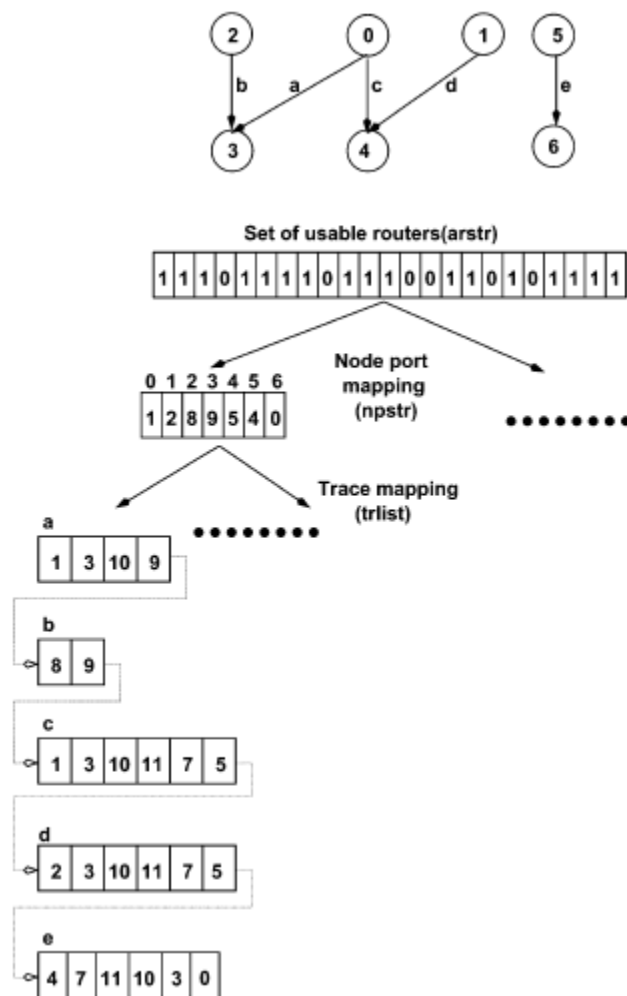 2 0 1 5
b a c d e
3 4 6
Set of usable routers(arstr)
1 1 1 0 1 1 1 1 0 1 1 1 0 0 1 1 0 1 0 1 1 1 1
Node port
mapping
(npstr)
0 1 2 3 4 5 6
1 2 8 9 5 4 0
Trace mapping
(trlist)
a
1 3 10 9
b
8 9
c
1 3 10 11 7 5
d
2 3 10 11 7 5
e
4 7 11 10 3 0